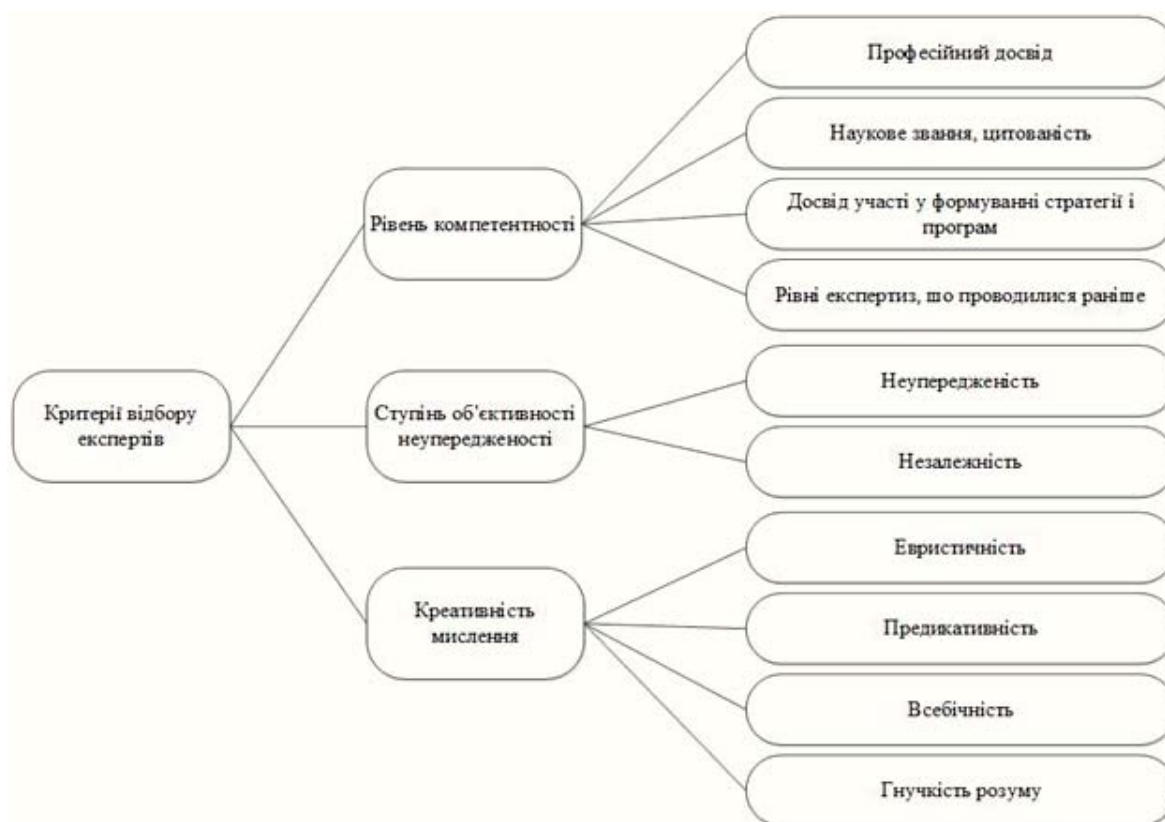 Критерії відбору
експертів
Рівень компетентності
Професійний досвід
Наукове звання, цитованість
Досвід участі у формуванні стратегії і
програм
Рівні експертиз, шо проводилися раніше
Ступінь об'єктивності
неупередженості
Неупередженість
Незалежність
Креативність
мислення
Евристичність
Предикативність
Всебічність
Гнучкість розуму